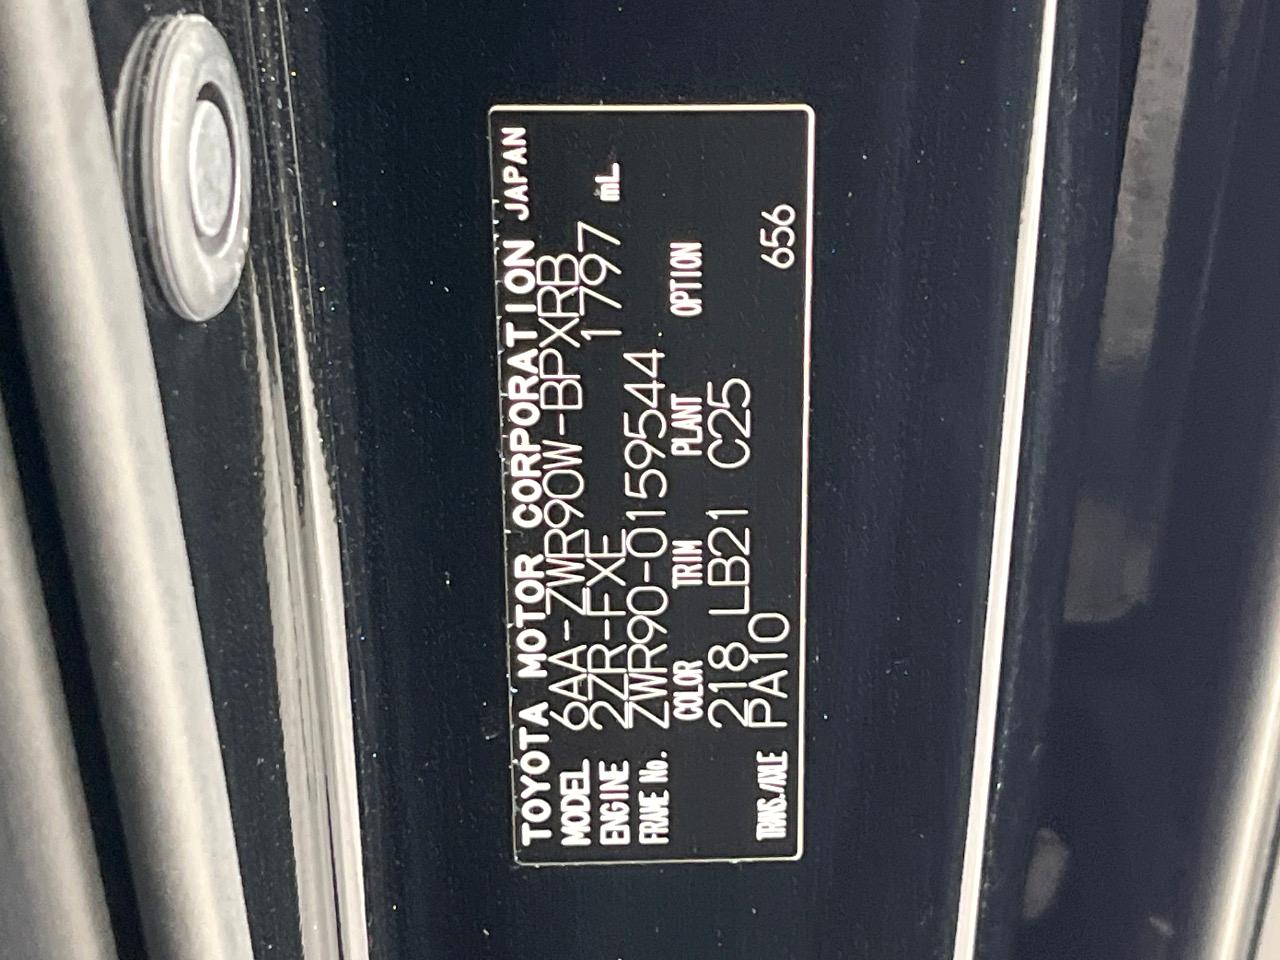 TOYOTA MOTOR CORPORATION JAPAN
MODEL 6AA-ZWR90W-BPXRB
ENGINE 2ZR-FXE 1797 mL
FRAME No. ZWR90-0159544
COLOR TRIM PLANT OPTION
218 LB21 C25
TRANS./AXLE PA10 656